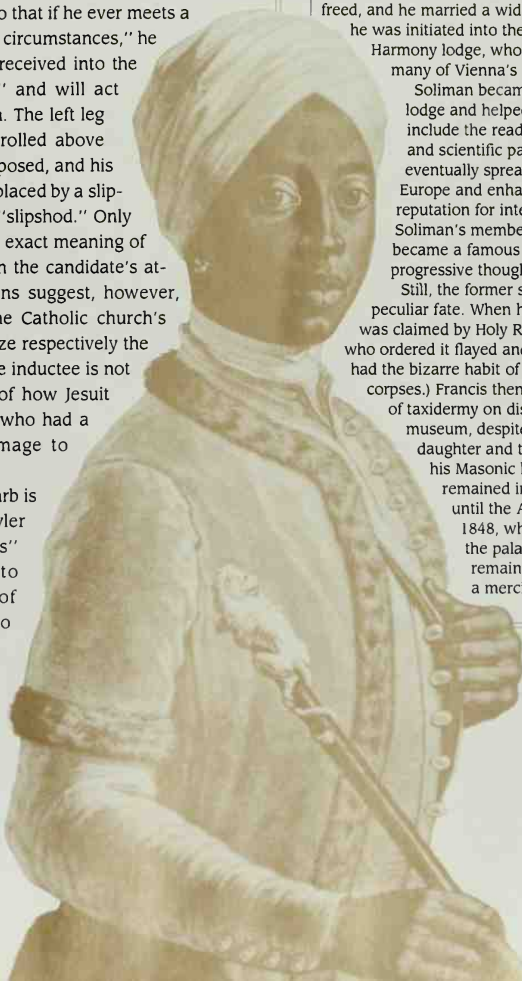 o that if he ever meets a
circumstances," he
received into the
' and will act
. The left leg
rolled above
posed, and his
placed by a slip-
"slipshod." Only
exact meaning of
n the candidate's at-
ns suggest, however,
ne Catholic church's
ze respectively the
e inductee is not
of how Jesuit
who had a
mage to
arb is
yler
s"
to
of
o
freed, and he married a wid
he was initiated into the
Harmony lodge, who
many of Vienna's
Soliman becam
lodge and helpe
include the read
and scientific pa
eventually sprea
Europe and enha
reputation for inte
Soliman's membe
became a famous
progressive though
Still, the former s
peculiar fate. When h
was claimed by Holy R
who ordered it flayed and
had the bizarre habit of
corpses.) Francis then
of taxidermy on dis
museum, despite
daughter and t
his Masonic l
remained in
until the A
1848, wh
the pala
remain
a merc